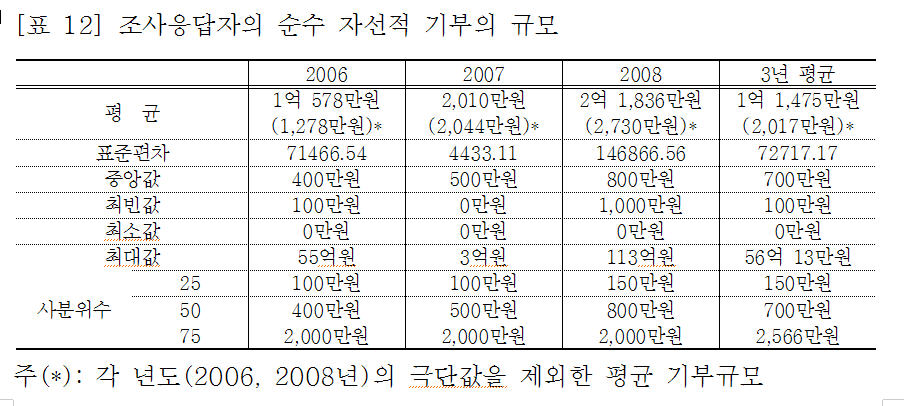 [표 12] 조사응답자의 순수 자선적 기부의 규모
2006 2007 2008 3년 평균
평 균 1억 578만원 (1,278만원)* 2,010만원 (2,044만원)* 2억 1,836만원 (2,730만원)* 1억 1,475만원 (2,017만원)*
표준편차 71466.54 4433.11 146866.56 72717.17
중앙값 400만원 500만원 800만원 700만원
최빈값 100만원 0만원 1,000만원 100만원
최소값 0만원 0만원 0만원 0만원
최대값 55억원 3억원 113억원 56억 13만원
사분위수 25 100만원 100만원 150만원 150만원
50 400만원 500만원 800만원 700만원
75 2,000만원 2,000만원 2,000만원 2,566만원
주(*): 각 년도(2006, 2008년)의 극단값을 제외한 평균 기부규모